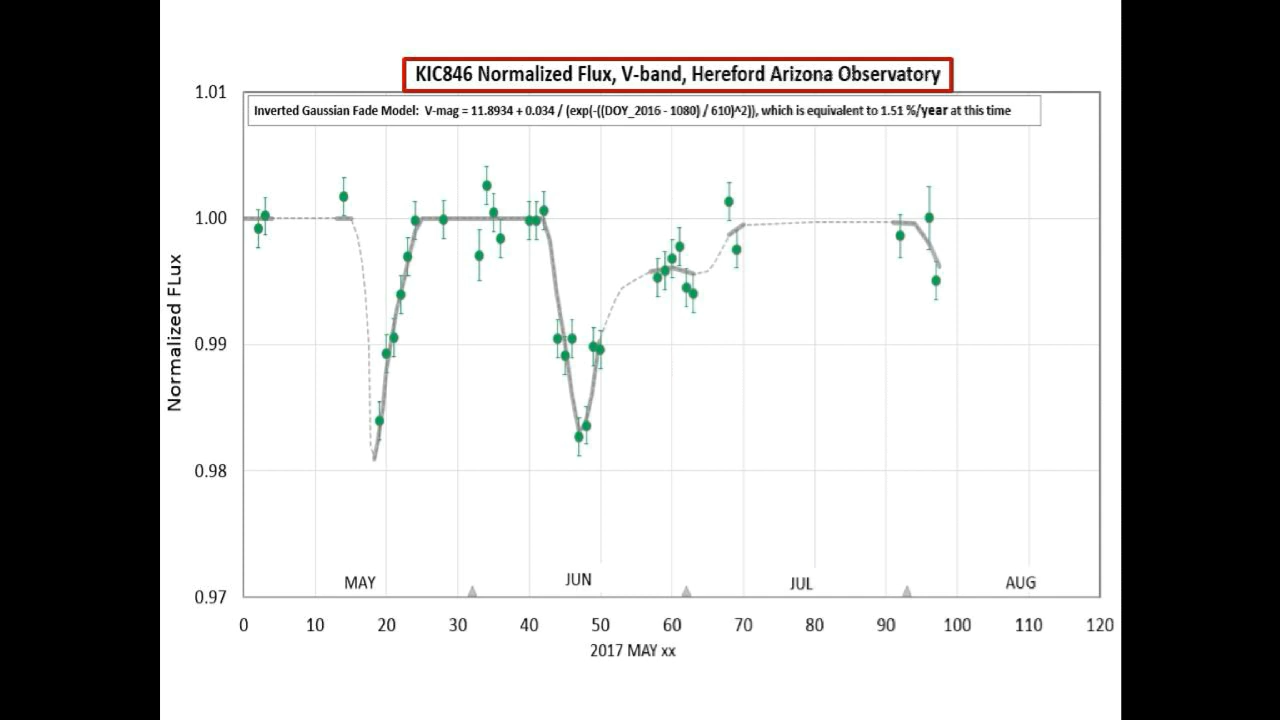 KIC846 Normalized Flux, V-band, Hereford Arizona Observatory
1.01
Inverted Gaussian Fade Model: V-mag = 11.8934 + 0.034 / (exp(-((DOY_2016 - 1080) / 610)^2)), which is equivalent to 1.51 %/year at this time
1.00
0.99
0.98
0.97
Normalized FLux
MAY
JUN
JUL
AUG
0 10 20 30 40 50 60 70 80 90 100 110 120
2017 MAY xx